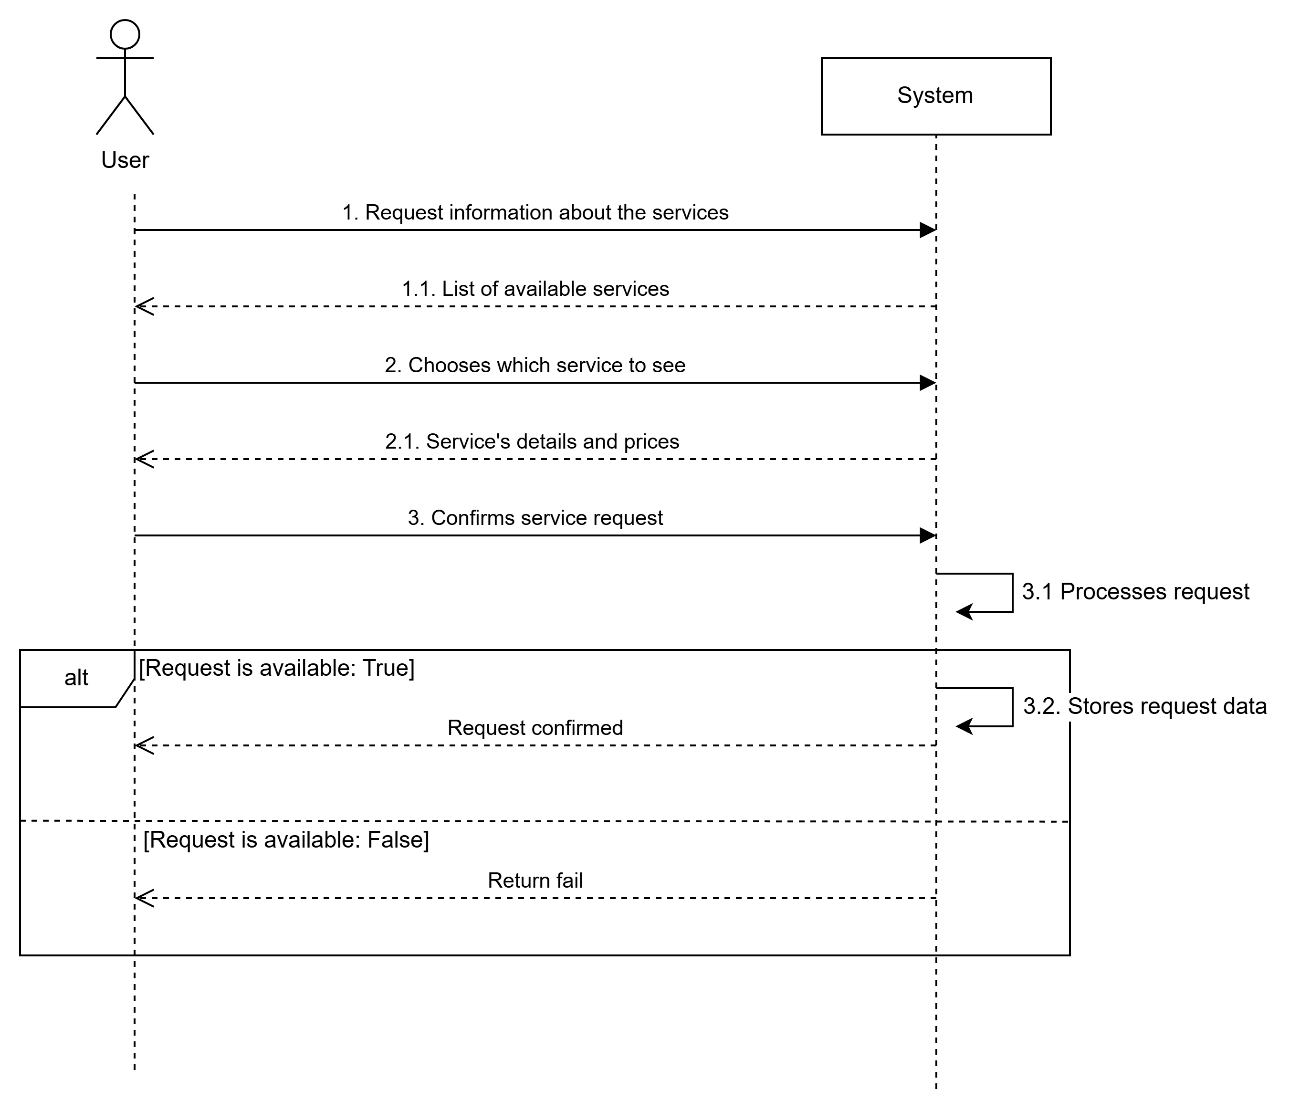 User
System
1. Request information about the services
1.1. List of available services
2. Chooses which service to see
2.1. Service's details and prices
3. Confirms service request
3.1 Processes request
alt
[Request is available: True]
3.2. Stores request data
Request confirmed
[Request is available: False]
Return fail